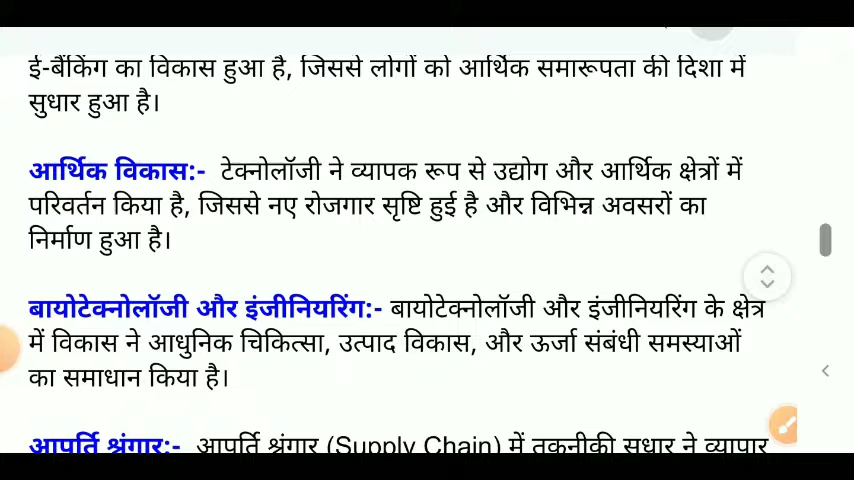 ई-बैंकिंग का विकास हुआ है, जिससे लोगों को आर्थिक समारूपता की दिशा में
सुधार हुआ है।
आर्थिक विकास:- टेक्नोलॉजी ने व्यापक रूप से उद्योग और आर्थिक क्षेत्रों में
परिवर्तन किया है, जिससे नए रोजगार सृष्टि हुई है और विभिन्न अवसरों का
निर्माण हुआ है।
बायोटेक्नोलॉजी और इंजीनियरिंग:- बायोटेक्नोलॉजी और इंजीनियरिंग के क्षेत्र
में विकास ने आधुनिक चिकित्सा, उत्पाद विकास, और ऊर्जा संबंधी समस्याओं
का समाधान किया है।
आपूर्ति श्रृंगार:- आपूर्ति श्रृंगार (Supply Chain) में तकनीकी सुधार ने व्यापार